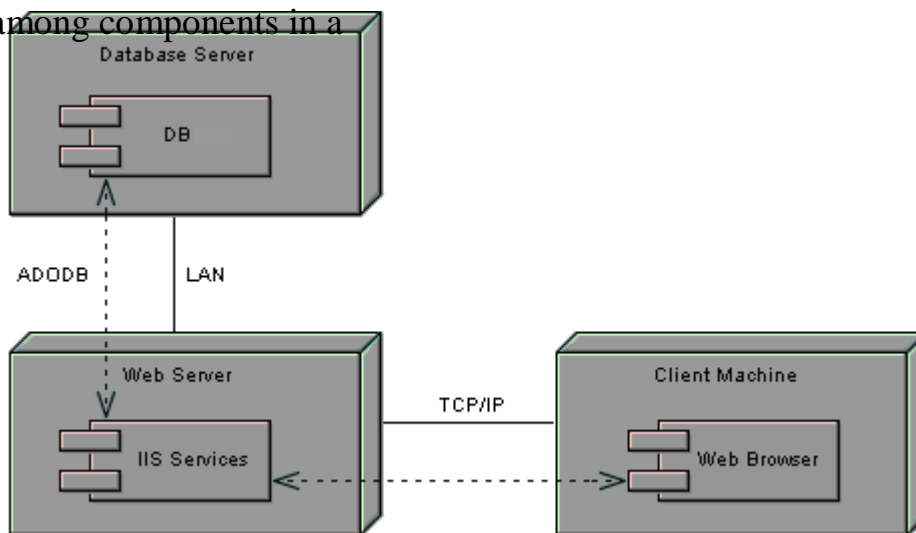 among components in a
Database Server
DB
ADODB
LAN
Web Server
IIS Services
TCP/IP
Client Machine
Web Browser